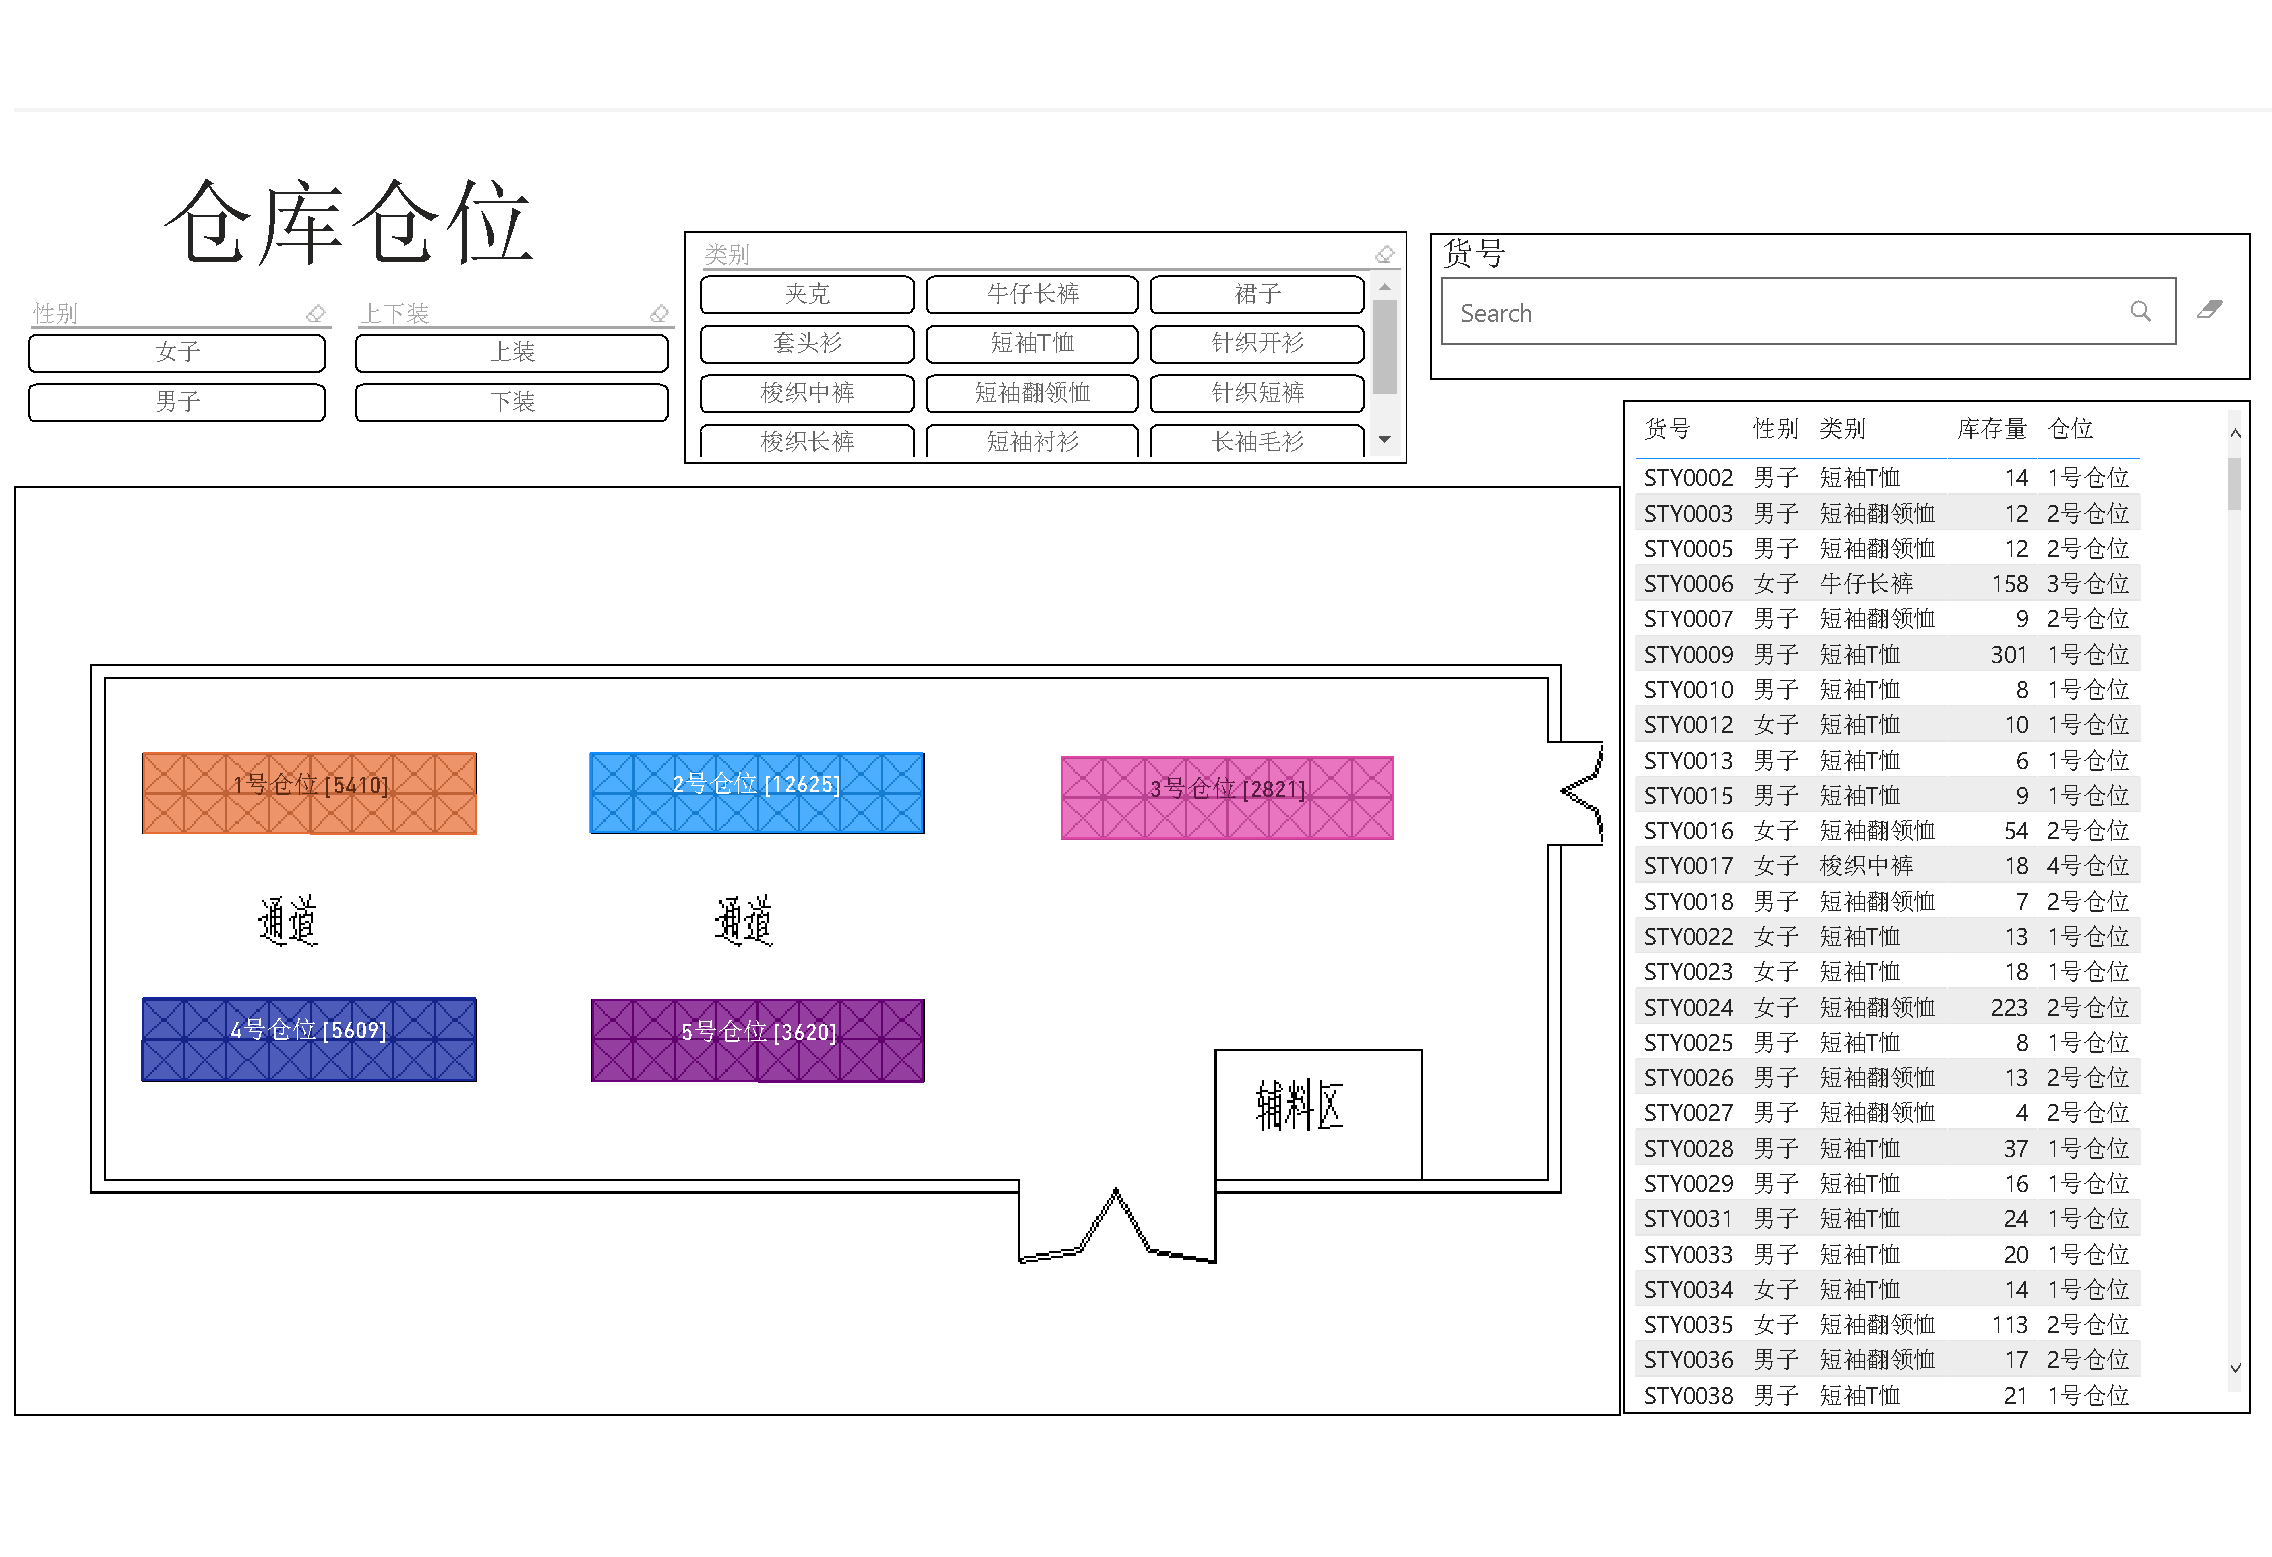 仓库仓位
性别
女子
男子
上下装
上装
下装
类别
夹克 牛仔长裤 裙子
套头衫 短袖T恤 针织开衫
梭织中裤 短袖翻领恤 针织短裤
梭织长裤 短袖衬衫 长袖毛衫
货号
Search
1号仓位 [5410] 2号仓位 [12625] 3号仓位 [2821]
通道 通道
4号仓位 [5609] 5号仓位 [3620]
辅料区
货号 性别 类别 库存量 仓位
STY0002 男子 短袖T恤 14 1号仓位
STY0003 男子 短袖翻领恤 12 2号仓位
STY0005 男子 短袖翻领恤 12 2号仓位
STY0006 女子 牛仔长裤 158 3号仓位
STY0007 男子 短袖翻领恤 9 2号仓位
STY0009 男子 短袖T恤 301 1号仓位
STY0010 男子 短袖T恤 8 1号仓位
STY0012 女子 短袖T恤 10 1号仓位
STY0013 男子 短袖T恤 6 1号仓位
STY0015 男子 短袖T恤 9 1号仓位
STY0016 女子 短袖翻领恤 54 2号仓位
STY0017 女子 梭织中裤 18 4号仓位
STY0018 男子 短袖翻领恤 7 2号仓位
STY0022 女子 短袖T恤 13 1号仓位
STY0023 女子 短袖T恤 18 1号仓位
STY0024 女子 短袖翻领恤 223 2号仓位
STY0025 男子 短袖T恤 8 1号仓位
STY0026 男子 短袖翻领恤 13 2号仓位
STY0027 男子 短袖翻领恤 4 2号仓位
STY0028 男子 短袖T恤 37 1号仓位
STY0029 男子 短袖T恤 16 1号仓位
STY0031 男子 短袖T恤 24 1号仓位
STY0033 男子 短袖T恤 20 1号仓位
STY0034 女子 短袖T恤 14 1号仓位
STY0035 女子 短袖翻领恤 113 2号仓位
STY0036 男子 短袖翻领恤 17 2号仓位
STY0038 男子 短袖T恤 21 1号仓位